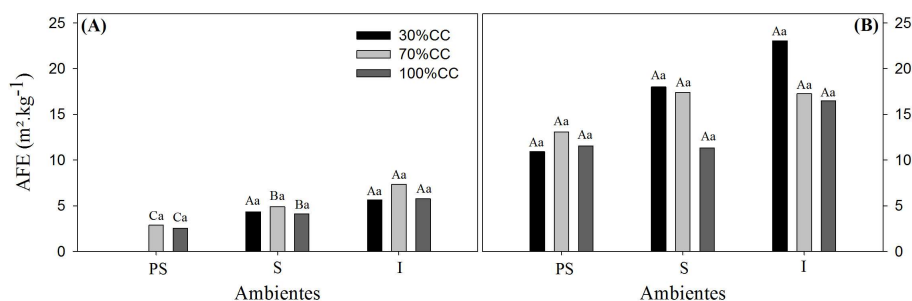 (A)
30%CC
70%CC
100%CC
(B)
AFE (m².kg⁻¹)
25
20
15
10
5
0
25
20
15
10
5
0
Ca Ca
Aa Ba Ba
Aa Aa Aa
Aa Aa Aa
Aa Aa Aa
Aa Aa Aa
PS S I
PS S I
Ambientes
Ambientes